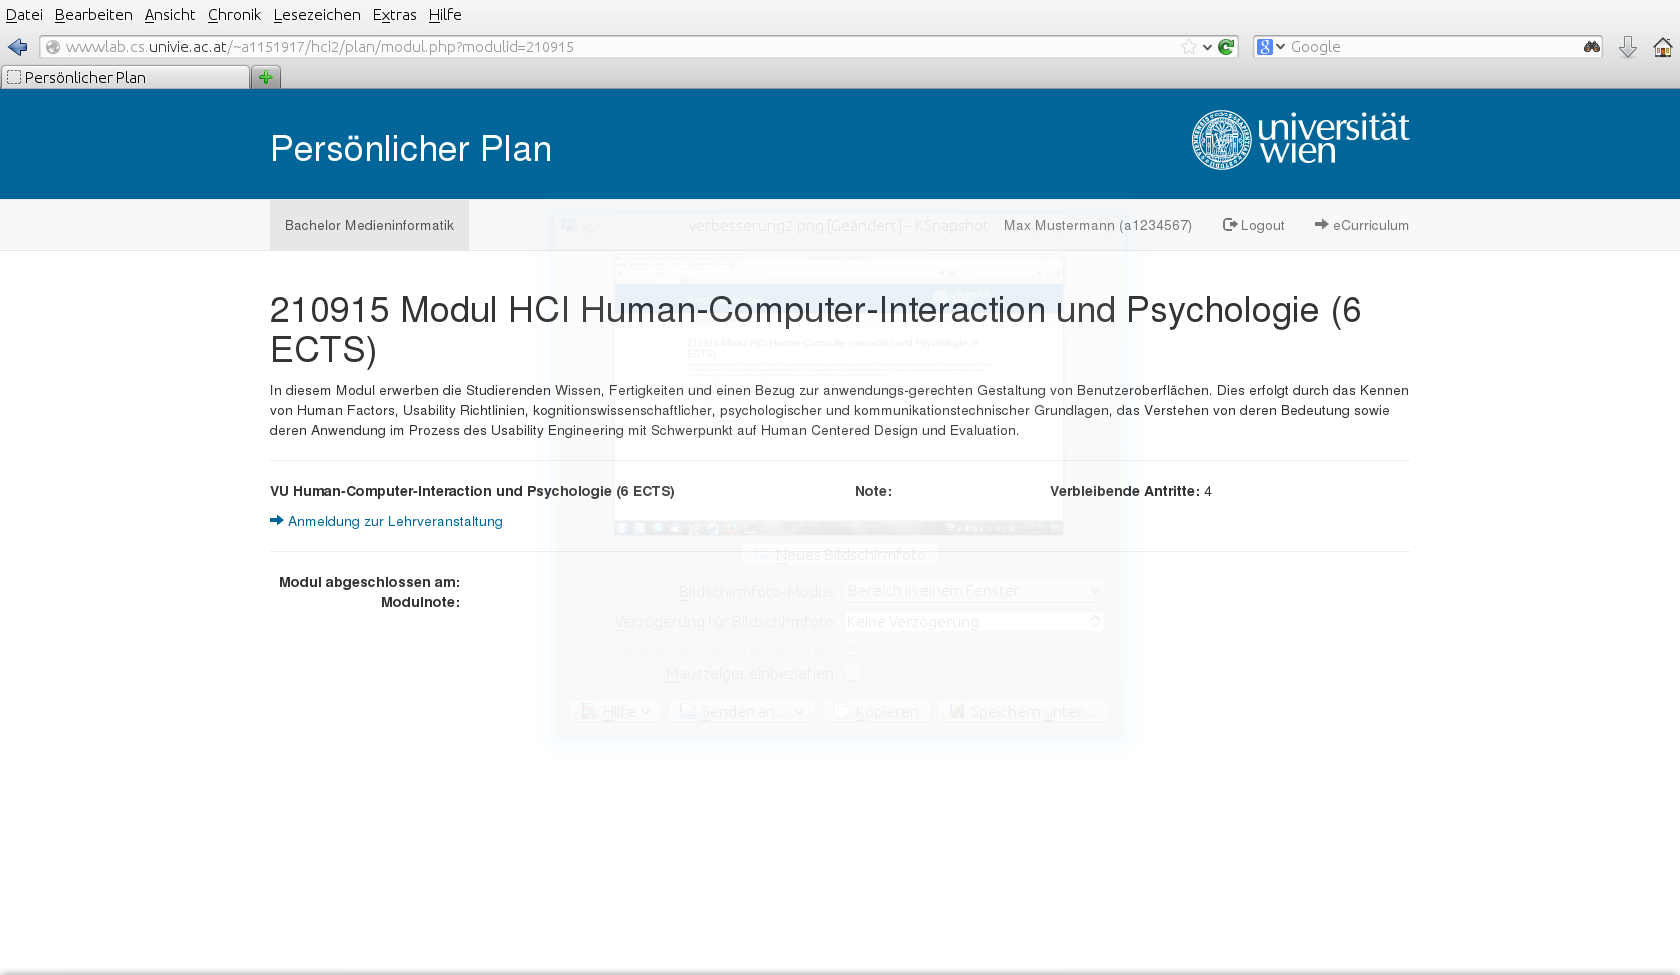 Datei Bearbeiten Ansicht Chronik Lesezeichen Extras Hilfe
wwwlab.cs.univie.ac.at/~a1151917/hci2/plan/modul.php?modulid=210915
Google
Persönlicher Plan
Persönlicher Plan
universität
wien
Bachelor Medieninformatik
verbesserung2.png [Geändert] – KSnapshot
Max Mustermann (a1234567)
Logout
eCurriculum
210915 Modul HCI Human-Computer-Interaction und Psychologie (6
ECTS)
In diesem Modul erwerben die Studierenden Wissen, Fertigkeiten und einen Bezug zur anwendungs-gerechten Gestaltung von Benutzeroberflächen. Dies erfolgt durch das Kennen
von Human Factors, Usability Richtlinien, kognitionswissenschaftlicher, psychologischer und kommunikationstechnischer Grundlagen, das Verstehen von deren Bedeutung sowie
deren Anwendung im Prozess des Usability Engineering mit Schwerpunkt auf Human Centered Design und Evaluation.
VU Human-Computer-Interaction und Psychologie (6 ECTS) Note: Verbleibende Antritte: 4
Anmeldung zur Lehrveranstaltung
Neues Bildschirmfoto
Modul abgeschlossen am:
Modulnote:
Bildschirmfoto-Modus: Bereich in einem Fenster
Verzögerung für Bildschirmfoto: Keine Verzögerung
Mauszeiger einbeziehen:
Hilfe Senden an ... Kopieren Speichern unter...